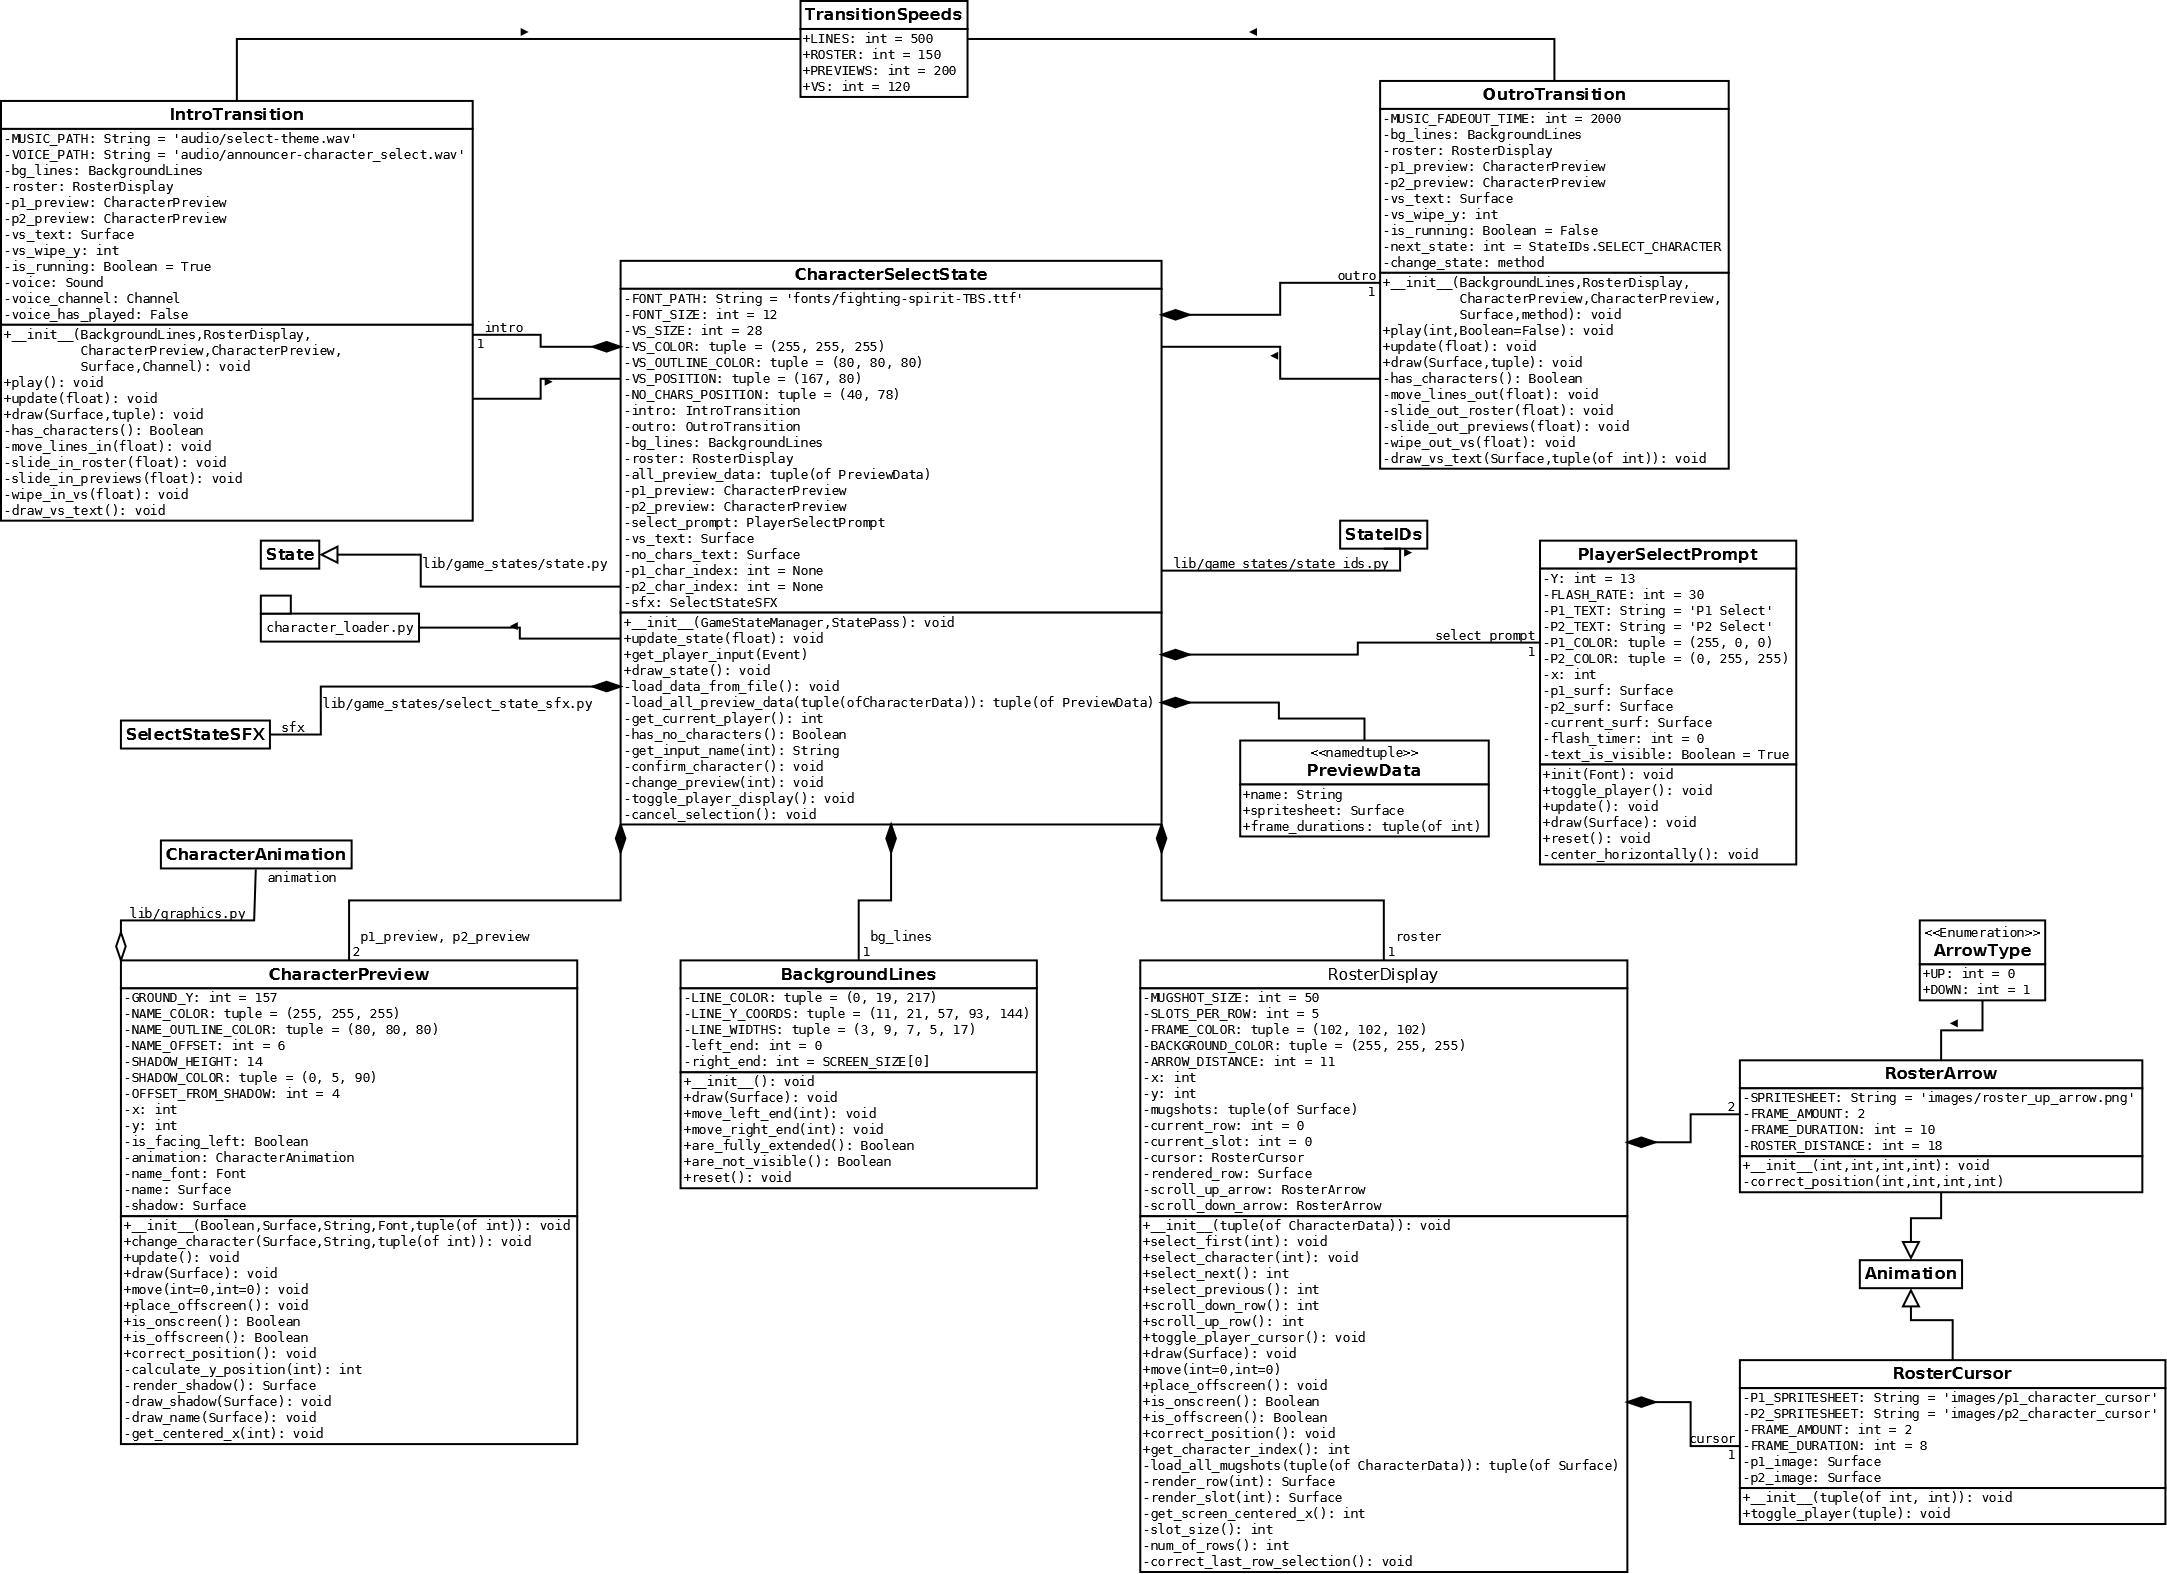 TransitionSpeeds
+LINES: int = 500
+ROSTER: int = 150
+PREVIEWS: int = 200
+VS: int = 120
IntroTransition
-MUSIC_PATH: String = 'audio/select-theme.wav'
-VOICE_PATH: String = 'audio/announcer-character_select.wav'
-bg_lines: BackgroundLines
-roster: RosterDisplay
-p1_preview: CharacterPreview
-p2_preview: CharacterPreview
-vs_text: Surface
-vs_wipe_y: int
-is_running: Boolean = True
-voice: Sound
-voice_channel: Channel
-voice_has_played: False
+__init__(BackgroundLines,RosterDisplay,
CharacterPreview,CharacterPreview,
Surface,Channel): void
+play(): void
+update(float): void
+draw(Surface,tuple): void
-has_characters(): Boolean
-move_lines_in(float): void
-slide_in_roster(float): void
-slide_in_previews(float): void
-wipe_in_vs(float): void
-draw_vs_text(): void
OutroTransition
-MUSIC_FADEOUT_TIME: int = 2000
-bg_lines: BackgroundLines
-roster: RosterDisplay
-p1_preview: CharacterPreview
-p2_preview: CharacterPreview
-vs_text: Surface
-vs_wipe_y: int
-is_running: Boolean = False
-next_state: int = StateIDs.SELECT_CHARACTER
-change_state: method
+__init__(BackgroundLines,RosterDisplay,
CharacterPreview,CharacterPreview,
Surface,method): void
+play(int,Boolean=False): void
+update(float): void
+draw(Surface,tuple): void
-has_characters(): Boolean
-move_lines_out(float): void
-slide_out_roster(float): void
-slide_out_previews(float): void
-wipe_out_vs(float): void
-draw_vs_text(Surface,tuple(of int)): void
intro
1
outro
1
CharacterSelectState
-FONT_PATH: String = 'fonts/fighting-spirit-TBS.ttf'
-FONT_SIZE: int = 12
-VS_SIZE: int = 28
-VS_COLOR: tuple = (255, 255, 255)
-VS_OUTLINE_COLOR: tuple = (80, 80, 80)
-VS_POSITION: tuple = (167, 80)
-NO_CHARS_POSITION: tuple = (40, 78)
-intro: IntroTransition
-outro: OutroTransition
-bg_lines: BackgroundLines
-roster: RosterDisplay
-all_preview_data: tuple(of PreviewData)
-p1_preview: CharacterPreview
-p2_preview: CharacterPreview
-select_prompt: PlayerSelectPrompt
-vs_text: Surface
-no_chars_text: Surface
-p1_char_index: int = None
-p2_char_index: int = None
-sfx: SelectStateSFX
+__init__(GameStateManager,StatePass): void
+update_state(float): void
+get_player_input(Event)
+draw_state(): void
-load_data_from_file(): void
-load_all_preview_data(tuple(ofCharacterData)): tuple(of PreviewData)
-get_current_player(): int
-has_no_characters(): Boolean
-get_input_name(int): String
-confirm_character(): void
-change_preview(int): void
-toggle_player_display(): void
-cancel_selection(): void
State
lib/game_states/state.py
character_loader.py
lib/game_states/select_state_sfx.py
SelectStateSFX
sfx
StateIDs
lib/game_states/state_ids.py
select_prompt
1
PlayerSelectPrompt
-Y: int = 13
-FLASH_RATE: int = 30
-P1_TEXT: String = 'P1 Select'
-P2_TEXT: String = 'P2 Select'
-P1_COLOR: tuple = (255, 0, 0)
-P2_COLOR: tuple = (0, 255, 255)
-x: int
-p1_surf: Surface
-p2_surf: Surface
-current_surf: Surface
-flash_timer: int = 0
-text_is_visible: Boolean = True
+init(Font): void
+toggle_player(): void
+update(): void
+draw(Surface): void
+reset(): void
-center_horizontally(): void
<<namedtuple>>
PreviewData
+name: String
+spritesheet: Surface
+frame_durations: tuple(of int)
CharacterAnimation
animation
lib/graphics.py
p1_preview, p2_preview
2
bg_lines
1
roster
1
CharacterPreview
-GROUND_Y: int = 157
-NAME_COLOR: tuple = (255, 255, 255)
-NAME_OUTLINE_COLOR: tuple = (80, 80, 80)
-NAME_OFFSET: int = 6
-SHADOW_HEIGHT: 14
-SHADOW_COLOR: tuple = (0, 5, 90)
-OFFSET_FROM_SHADOW: int = 4
-x: int
-y: int
-is_facing_left: Boolean
-animation: CharacterAnimation
-name_font: Font
-name: Surface
-shadow: Surface
+__init__(Boolean,Surface,String,Font,tuple(of int)): void
+change_character(Surface,String,tuple(of int)): void
+update(): void
+draw(Surface): void
+move(int=0,int=0): void
+place_offscreen(): void
+is_onscreen(): Boolean
+is_offscreen(): Boolean
+correct_position(): void
-calculate_y_position(int): int
-render_shadow(): Surface
-draw_shadow(Surface): void
-draw_name(Surface): void
-get_centered_x(int): void
BackgroundLines
-LINE_COLOR: tuple = (0, 19, 217)
-LINE_Y_COORDS: tuple = (11, 21, 57, 93, 144)
-LINE_WIDTHS: tuple = (3, 9, 7, 5, 17)
-left_end: int = 0
-right_end: int = SCREEN_SIZE[0]
+__init__(): void
+draw(Surface): void
+move_left_end(int): void
+move_right_end(int): void
+are_fully_extended(): Boolean
+are_not_visible(): Boolean
+reset(): void
RosterDisplay
-MUGSHOT_SIZE: int = 50
-SLOTS_PER_ROW: int = 5
-FRAME_COLOR: tuple = (102, 102, 102)
-BACKGROUND_COLOR: tuple = (255, 255, 255)
-ARROW_DISTANCE: int = 11
-x: int
-y: int
-mugshots: tuple(of Surface)
-current_row: int = 0
-current_slot: int = 0
-cursor: RosterCursor
-rendered_row: Surface
-scroll_up_arrow: RosterArrow
-scroll_down_arrow: RosterArrow
+__init__(tuple(of CharacterData)): void
+select_first(int): void
+select_character(int): void
+select_next(): int
+select_previous(): int
+scroll_down_row(): int
+scroll_up_row(): int
+toggle_player_cursor(): void
+draw(Surface): void
+move(int=0,int=0)
+place_offscreen(): void
+is_onscreen(): Boolean
+is_offscreen(): Boolean
+correct_position(): void
+get_character_index(): int
-load_all_mugshots(tuple(of CharacterData)): tuple(of Surface)
-render_row(int): Surface
-render_slot(int): Surface
-get_screen_centered_x(): int
-slot_size(): int
-num_of_rows(): int
-correct_last_row_selection(): void
<<Enumeration>>
ArrowType
+UP: int = 0
+DOWN: int = 1
2
RosterArrow
-SPRITESHEET: String = 'images/roster_up_arrow.png'
-FRAME_AMOUNT: 2
-FRAME_DURATION: int = 10
-ROSTER_DISTANCE: int = 18
+__init__(int,int,int,int): void
-correct_position(int,int,int,int)
Animation
cursor
1
RosterCursor
-P1_SPRITESHEET: String = 'images/p1_character_cursor'
-P2_SPRITESHEET: String = 'images/p2_character_cursor'
-FRAME_AMOUNT: int = 2
-FRAME_DURATION: int = 8
-p1_image: Surface
-p2_image: Surface
+__init__(tuple(of int, int)): void
+toggle_player(tuple): void